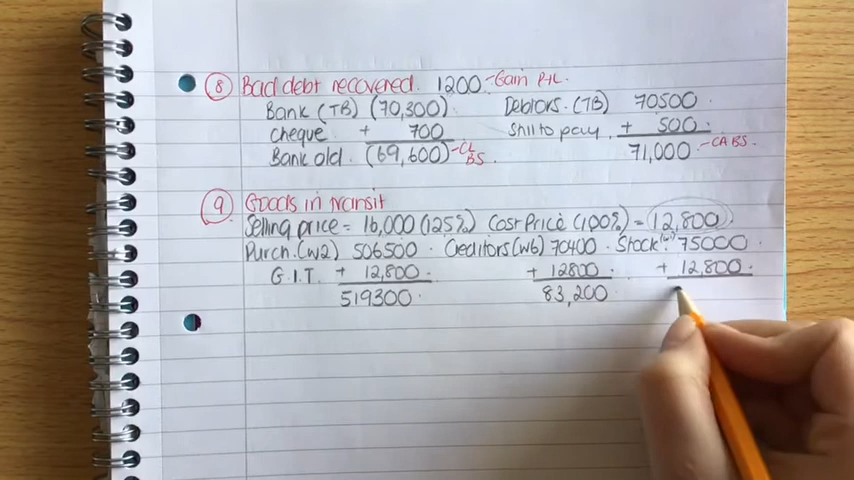 8 Bad debt recovered. 1200 - Gain P+L.
Bank (TB) (70,300) Debtors. (TB) 70500
cheque + 700 Still to pay + 500
Bank old. (69,600) - CL BS. 71,000 - CA BS.
9 Goods in transit
Selling price = 16,000 (125%) Cost Price (100%) = 12,800
Purch. (W2) 506500 . Creditors (W6) 70400 . Stock 75000
G.I.T. + 12,800 + 12800 + 12,800
519300 83,200